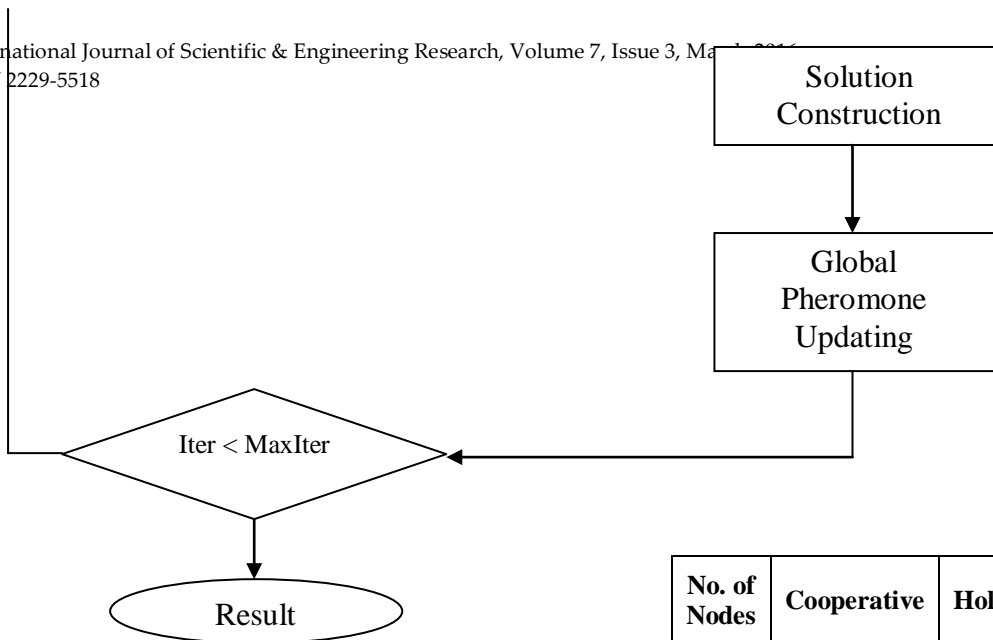 national Journal of Scientific & Engineering Research, Volume 7, Issue 3,
2229-5518
Solution
Construction
Global
Pheromone
Updating
Iter < MaxIter
Result
No. of
Nodes
Cooperative